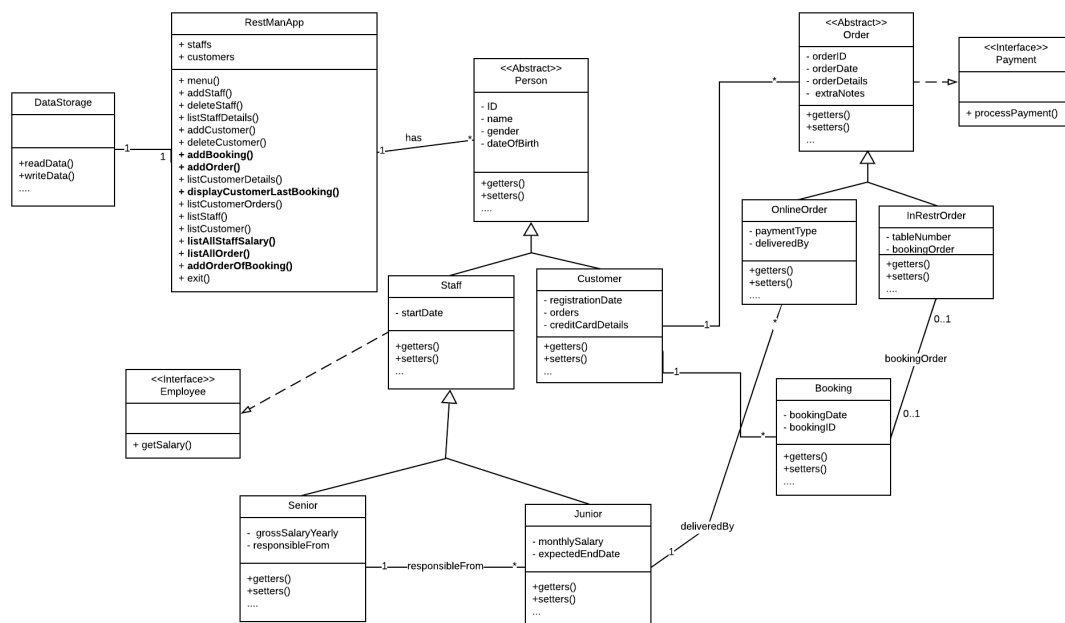 RestManApp
+ staffs
+ customers
+ menu()
+ addStaff()
+ deleteStaff()
+ listStaffDetails()
+ addCustomer()
+ deleteCustomer()
+ addBooking()
+ addOrder()
+ listCustomerDetails()
+ displayCustomerLastBooking()
+ listCustomerOrders()
+ listStaff()
+ listCustomer()
+ listAllStaffSalary()
+ listAllOrder()
+ addOrderOfBooking()
+ exit()
DataStorage
+readData()
+writeData()
....
1
1
1
has
*
<<Abstract>>
Person
- ID
- name
- gender
- dateOfBirth
+getters()
+setters()
....
<<Abstract>>
Order
- orderID
- orderDate
- orderDetails
- extraNotes
+getters()
+setters()
...
*
<<Interface>>
Payment
+ processPayment()
OnlineOrder
- paymentType
- deliveredBy
+getters()
+setters()
....
InRestrOrder
- tableNumber
- bookingOrder
+getters()
+setters()
....
Staff
- startDate
+getters()
+setters()
...
Customer
- registrationDate
- orders
- creditCardDetails
+getters()
+setters()
...
1
1
*
*
0..1
bookingOrder
0..1
<<Interface>>
Employee
+ getSalary()
Booking
- bookingDate
- bookingID
+getters()
+setters()
....
Senior
- grossSalaryYearly
- responsibleFrom
+getters()
+setters()
....
1
responsibleFrom
*
Junior
- monthlySalary
- expectedEndDate
+getters()
+setters()
...
1
deliveredBy